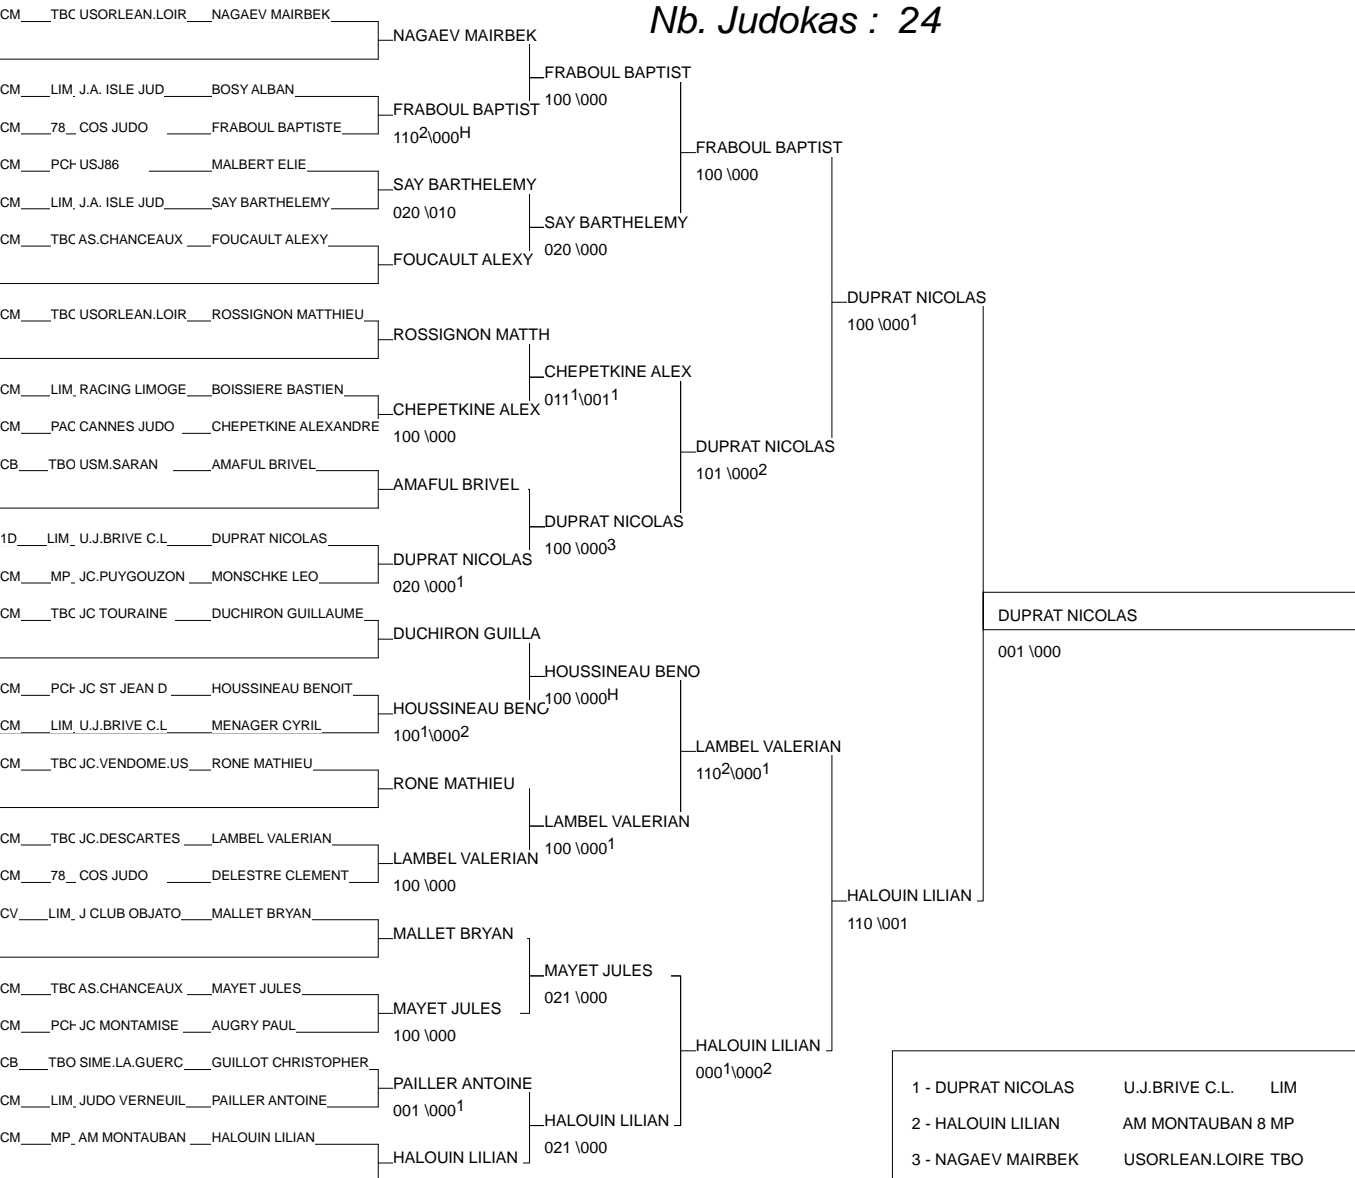 Nb. Judokas : 24
CM TBO USORLEAN.LOIR NAGAEV MAIRBEK
CM LIM J.A. ISLE JUD BOSY ALBAN
CM 78 COS JUDO FRABOUL BAPTISTE
CM PCH USJ86 MALBERT ELIE
CM LIM J.A. ISLE JUD SAY BARTHELEMY
CM TBO AS.CHANCEAUX FOUCAULT ALEXY
CM TBO USORLEAN.LOIR ROSSIGNON MATTHIEU
CM LIM RACING LIMOGE BOISSIERE BASTIEN
CM PAC CANNES JUDO CHEPETKINE ALEXANDRE
CB TBO USM.SARAN AMAFUL BRIVEL
1D LIM U.J.BRIVE C.L DUPRAT NICOLAS
CM MP JC.PUYGOUZON MONSCHKE LEO
CM TBO JC TOURAINE DUCHIRON GUILLAUME
CM PCH JC ST JEAN D HOUSSINEAU BENOIT
CM LIM U.J.BRIVE C.L MENAGER CYRIL
CM TBO JC.VENDOME.US RONE MATHIEU
CM TBO JC.DESCARTES LAMBEL VALERIAN
CM 78 COS JUDO DELESTRE CLEMENT
CV LIM J CLUB OBJATO MALLET BRYAN
CM TBO AS.CHANCEAUX MAYET JULES
CM PCH JC MONTAMISE AUGRY PAUL
CB TBO SIME.LA.GUERC GUILLOT CHRISTOPHER
CM LIM JUDO VERNEUIL PAILLER ANTOINE
CM MP AM MONTAUBAN HALOUIN LILIAN
NAGAEV MAIRBEK
FRABOUL BAPTIST
110²\000ᴴ
SAY BARTHELEMY
020 \010
FOUCAULT ALEXY
ROSSIGNON MATTH
CHEPETKINE ALEX
100 \000
AMAFUL BRIVEL
DUPRAT NICOLAS
020 \000¹
DUCHIRON GUILLA
HOUSSINEAU BENO
100¹\000²
RONE MATHIEU
LAMBEL VALERIAN
100 \000
MALLET BRYAN
MAYET JULES
100 \000
PAILLER ANTOINE
001 \000¹
HALOUIN LILIAN
FRABOUL BAPTIST
100 \000
SAY BARTHELEMY
020 \000
CHEPETKINE ALEX
011¹\001¹
DUPRAT NICOLAS
100 \000³
HOUSSINEAU BENO
100 \000ᴴ
LAMBEL VALERIAN
100 \000¹
MAYET JULES
021 \000
HALOUIN LILIAN
021 \000
FRABOUL BAPTIST
100 \000
DUPRAT NICOLAS
101 \000²
LAMBEL VALERIAN
110²\000¹
HALOUIN LILIAN
000¹\000²
DUPRAT NICOLAS
100 \000¹
HALOUIN LILIAN
110 \001
DUPRAT NICOLAS
001 \000
1 - DUPRAT NICOLAS U.J.BRIVE C.L. LIM
2 - HALOUIN LILIAN AM MONTAUBAN 8 MP
3 - NAGAEV MAIRBEK USORLEAN.LOIRE TBO